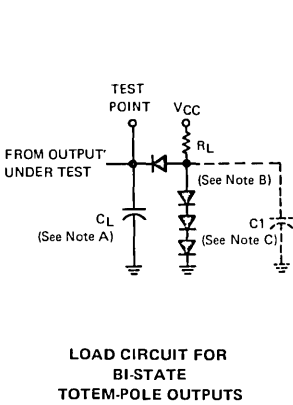 TEST
POINT
VCC
RL
FROM OUTPUT'
UNDER TEST
(See Note B)
CL
(See Note A)
C1
(See Note C)
LOAD CIRCUIT FOR
BI-STATE
TOTEM-POLE OUTPUTS